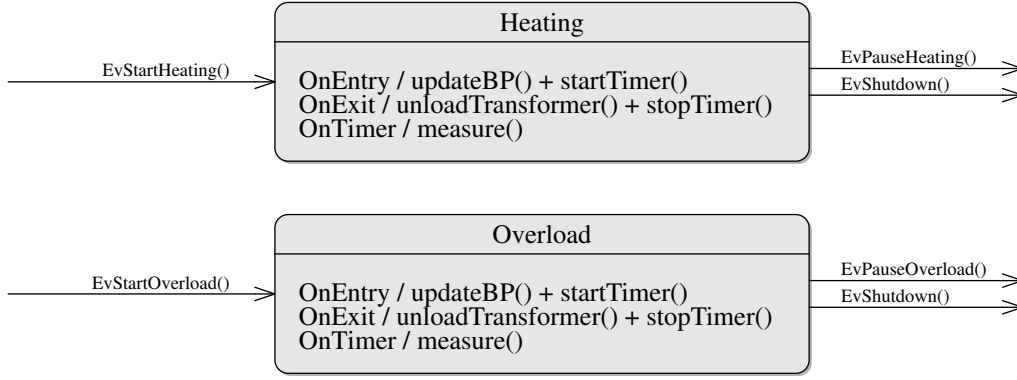 Heating
EvStartHeating()
EvPauseHeating()
EvShutdown()
OnEntry / updateBP() + startTimer()
OnExit / unloadTransformer() + stopTimer()
OnTimer / measure()
Overload
EvStartOverload()
EvPauseOverload()
EvShutdown()
OnEntry / updateBP() + startTimer()
OnExit / unloadTransformer() + stopTimer()
OnTimer / measure()